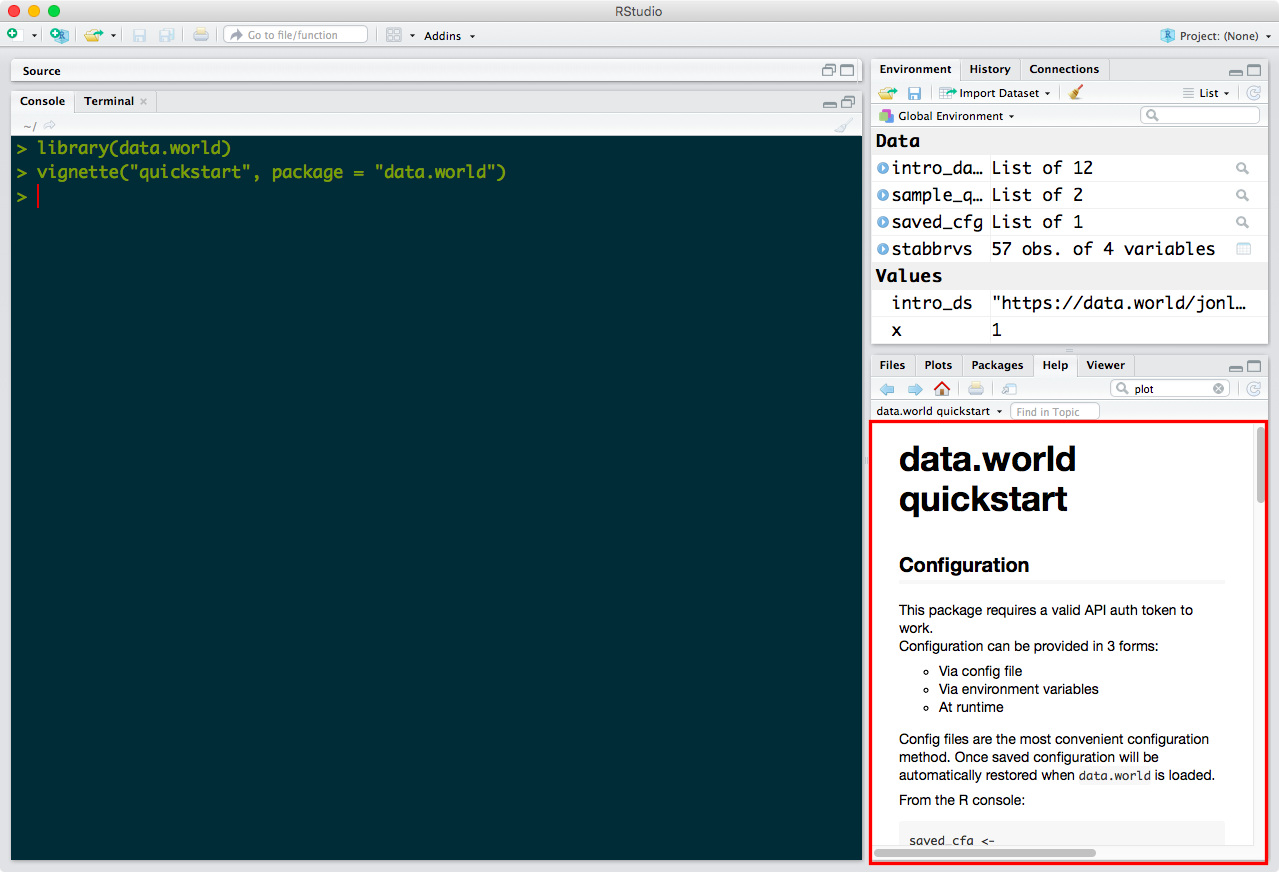 RStudio
Go to file/function
Addins
Project: (None)
Source
Console Terminal
~/
> library(data.world)
> vignette("quickstart", package = "data.world")
>
Environment History Connections
Import Dataset
List
Global Environment
Data
intro_da… List of 12
sample_q… List of 2
saved_cfg List of 1
stabbrvs 57 obs. of 4 variables
Values
intro_ds "https://data.world/jonl…
x 1
Files Plots Packages Help Viewer
plot
data.world quickstart Find in Topic
data.world
quickstart
Configuration
This package requires a valid API auth token to
work.
Configuration can be provided in 3 forms:
Via config file
Via environment variables
At runtime
Config files are the most convenient configuration
method. Once saved configuration will be
automatically restored when data.world is loaded.
From the R console:
saved_cfg <-